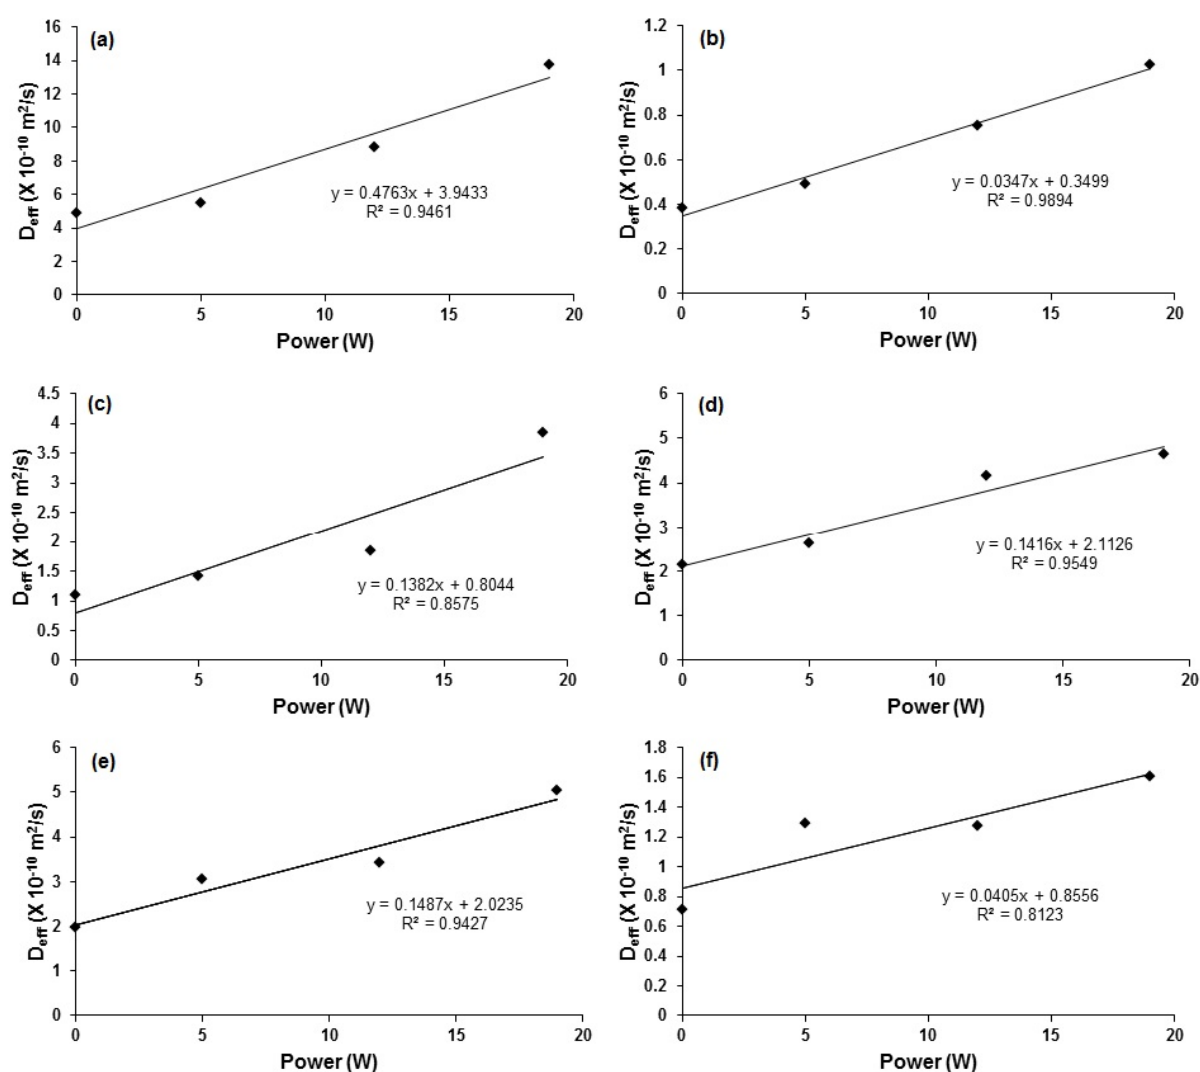 (a)
D_eff (X 10⁻¹⁰ m²/s)
16
14
12
10
8
6
4
2
0
y = 0.4763x + 3.9433
R² = 0.9461
0 5 10 15 20
Power (W)
(b)
D_eff (X 10⁻¹⁰ m²/s)
1.2
1
0.8
0.6
0.4
0.2
0
y = 0.0347x + 0.3499
R² = 0.9894
0 5 10 15 20
Power (W)
(c)
D_eff (X 10⁻¹⁰ m²/s)
4.5
4
3.5
3
2.5
2
1.5
1
0.5
0
y = 0.1382x + 0.8044
R² = 0.8575
0 5 10 15 20
Power (W)
(d)
D_eff (X 10⁻¹⁰ m²/s)
6
5
4
3
2
1
0
y = 0.1416x + 2.1126
R² = 0.9549
0 5 10 15 20
Power (W)
(e)
D_eff (X 10⁻¹⁰ m²/s)
6
5
4
3
2
1
0
y = 0.1487x + 2.0235
R² = 0.9427
0 5 10 15 20
Power (W)
(f)
D_eff (X 10⁻¹⁰ m²/s)
1.8
1.6
1.4
1.2
1
0.8
0.6
0.4
0.2
0
y = 0.0405x + 0.8556
R² = 0.8123
0 5 10 15 20
Power (W)